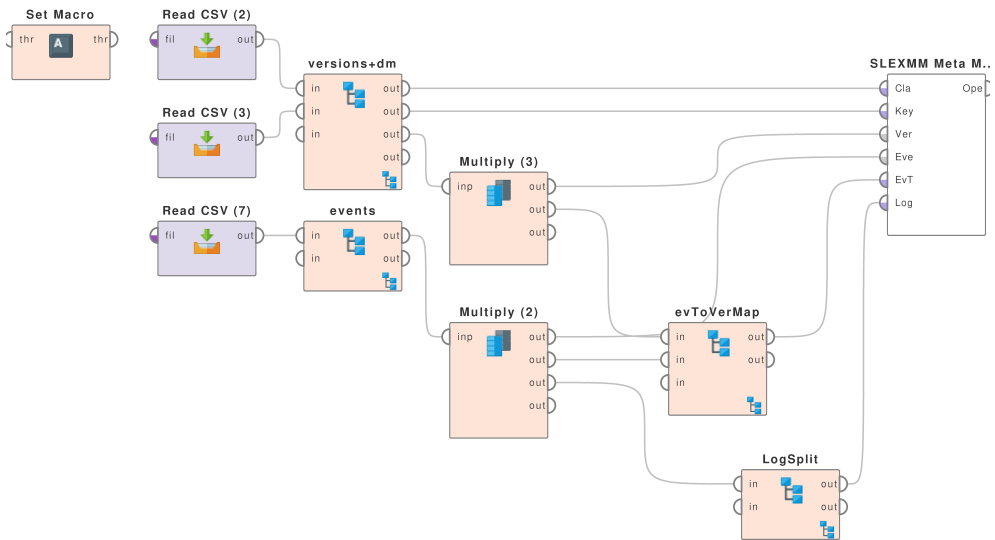 Set Macro
thr thr
A
Read CSV (2)
fil out
Read CSV (3)
fil out
Read CSV (7)
fil out
versions+dm
in out
in out
in out
out
events
in out
in out
Multiply (3)
inp out
out
out
Multiply (2)
inp out
out
out
out
evToVerMap
in out
in out
in
LogSplit
in out
in out
SLEXMM Meta M..
Cla Ope
Key
Ver
Eve
EvT
Log